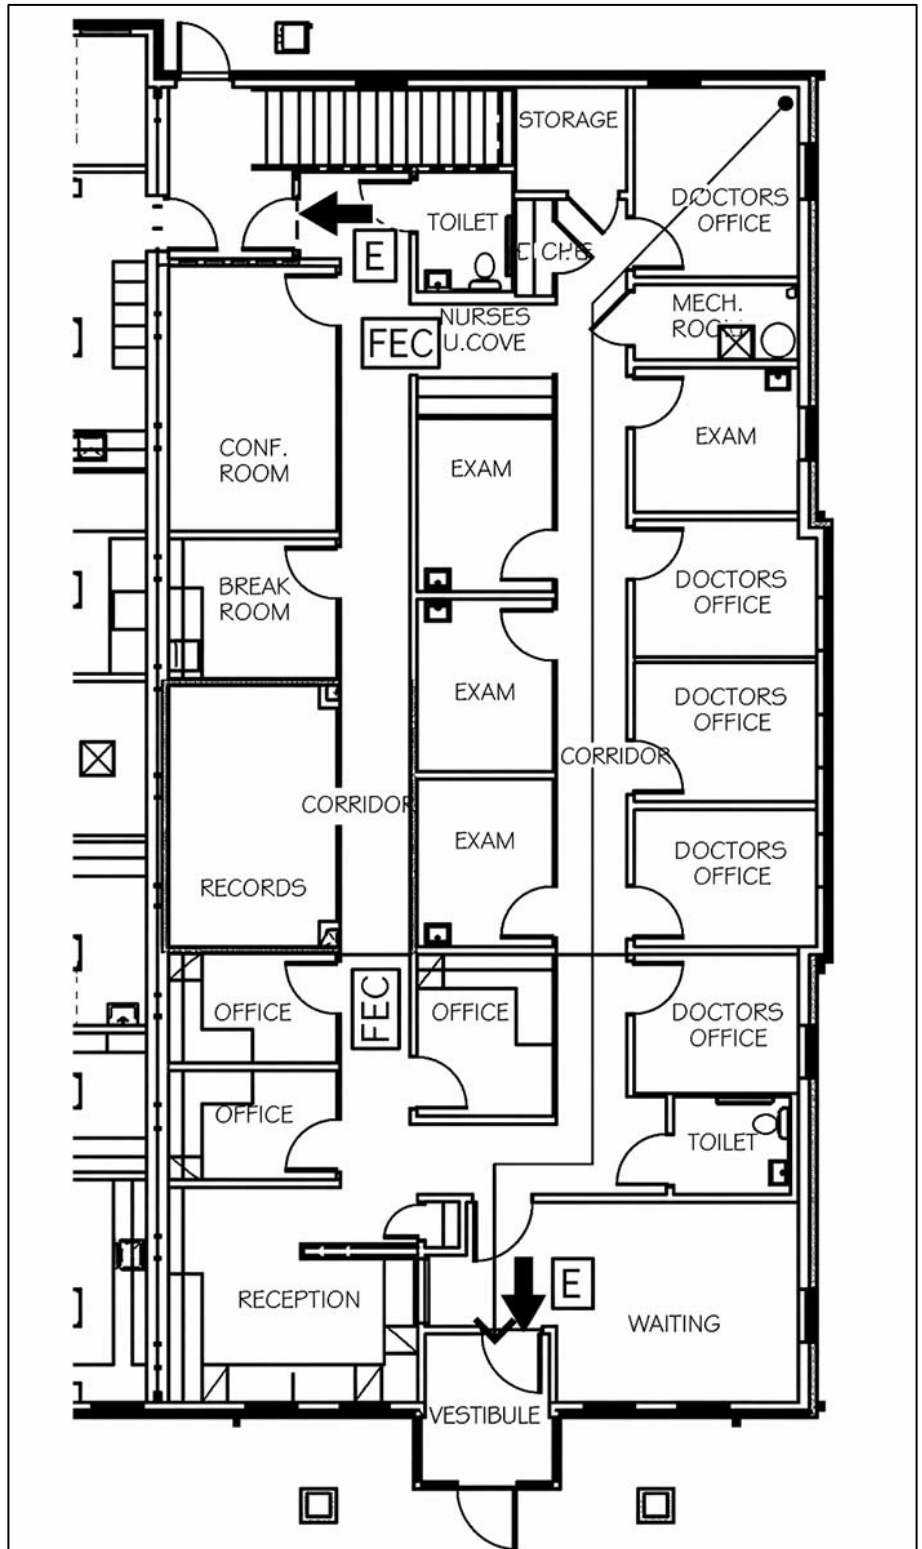 STORAGE
DOCTORS
OFFICE
TOILET
E
MECH.
NURSES
U.COVE
FEC
EXAM
CONF.
ROOM
EXAM
BREAK
ROOM
DOCTORS
OFFICE
EXAM
DOCTORS
OFFICE
CORRIDOR
CORRIDOR
EXAM
DOCTORS
OFFICE
RECORDS
FEC
OFFICE
OFFICE
DOCTORS
OFFICE
OFFICE
TOILET
E
RECEPTION
WAITING
VESTIBULE